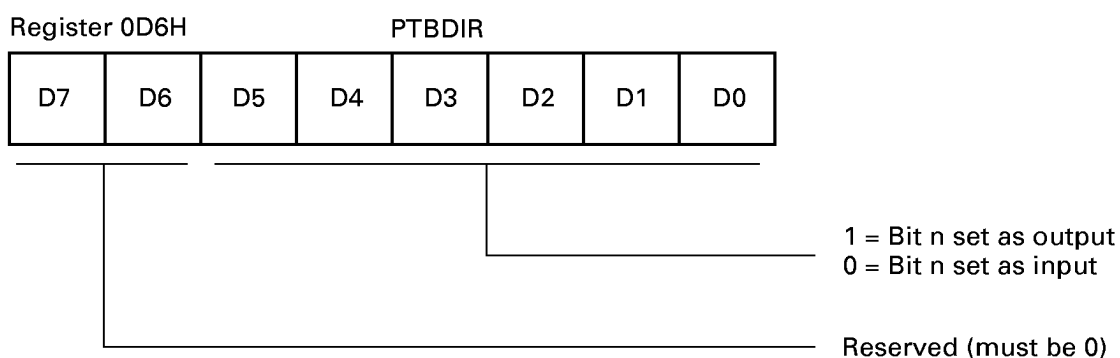 Register 0D6H PTBDIR
D7 D6 D5 D4 D3 D2 D1 D0
1 = Bit n set as output
0 = Bit n set as input
Reserved (must be 0)